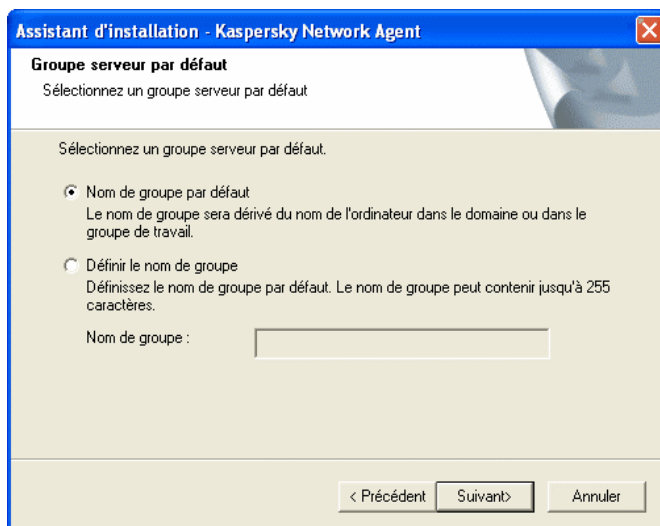 Assistant d'installation - Kaspersky Network Agent
Groupe serveur par défaut
Sélectionnez un groupe serveur par défaut
Sélectionnez un groupe serveur par défaut.
Nom de groupe par défaut
Le nom de groupe sera dérivé du nom de l'ordinateur dans le domaine ou dans le
groupe de travail.
Définir le nom de groupe
Définissez le nom de groupe par défaut. Le nom de groupe peut contenir jusqu'à 255
caractères.
Nom de groupe :
< Précédent
Suivant>
Annuler